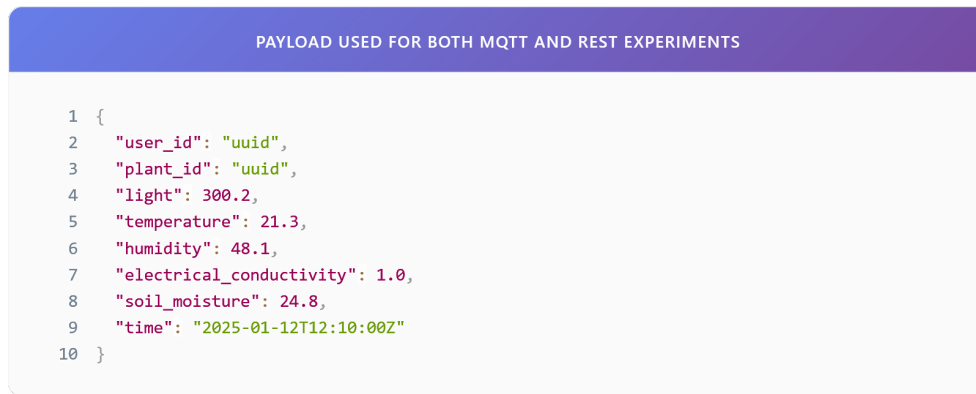 PAYLOAD USED FOR BOTH MQTT AND REST EXPERIMENTS
1 {
2 "user_id": "uuid",
3 "plant_id": "uuid",
4 "light": 300.2,
5 "temperature": 21.3,
6 "humidity": 48.1,
7 "electrical_conductivity": 1.0,
8 "soil_moisture": 24.8,
9 "time": "2025-01-12T12:10:00Z"
10 }